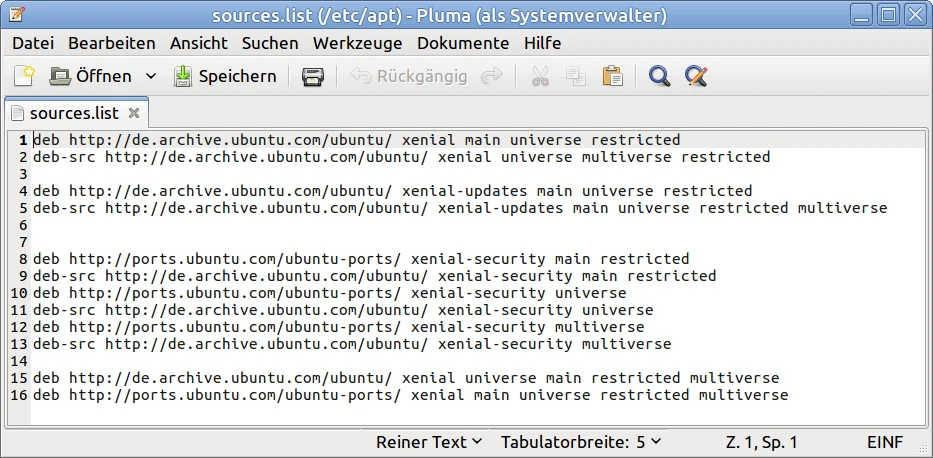 sources.list (/etc/apt) - Pluma (als Systemverwalter)
Datei Bearbeiten Ansicht Suchen Werkzeuge Dokumente Hilfe
Öffnen Speichern Rückgängig
sources.list
1 deb http://de.archive.ubuntu.com/ubuntu/ xenial main universe restricted
2 deb-src http://de.archive.ubuntu.com/ubuntu/ xenial universe multiverse restricted
3
4 deb http://de.archive.ubuntu.com/ubuntu/ xenial-updates main universe restricted
5 deb-src http://de.archive.ubuntu.com/ubuntu/ xenial-updates main universe restricted multiverse
6
7
8 deb http://ports.ubuntu.com/ubuntu-ports/ xenial-security main restricted
9 deb-src http://de.archive.ubuntu.com/ubuntu/ xenial-security main restricted
10 deb http://ports.ubuntu.com/ubuntu-ports/ xenial-security universe
11 deb-src http://de.archive.ubuntu.com/ubuntu/ xenial-security universe
12 deb http://ports.ubuntu.com/ubuntu-ports/ xenial-security multiverse
13 deb-src http://de.archive.ubuntu.com/ubuntu/ xenial-security multiverse
14
15 deb http://de.archive.ubuntu.com/ubuntu/ xenial universe main restricted multiverse
16 deb http://ports.ubuntu.com/ubuntu-ports/ xenial main universe restricted multiverse
Reiner Text Tabulatorbreite: 5 Z. 1, Sp. 1 EINF